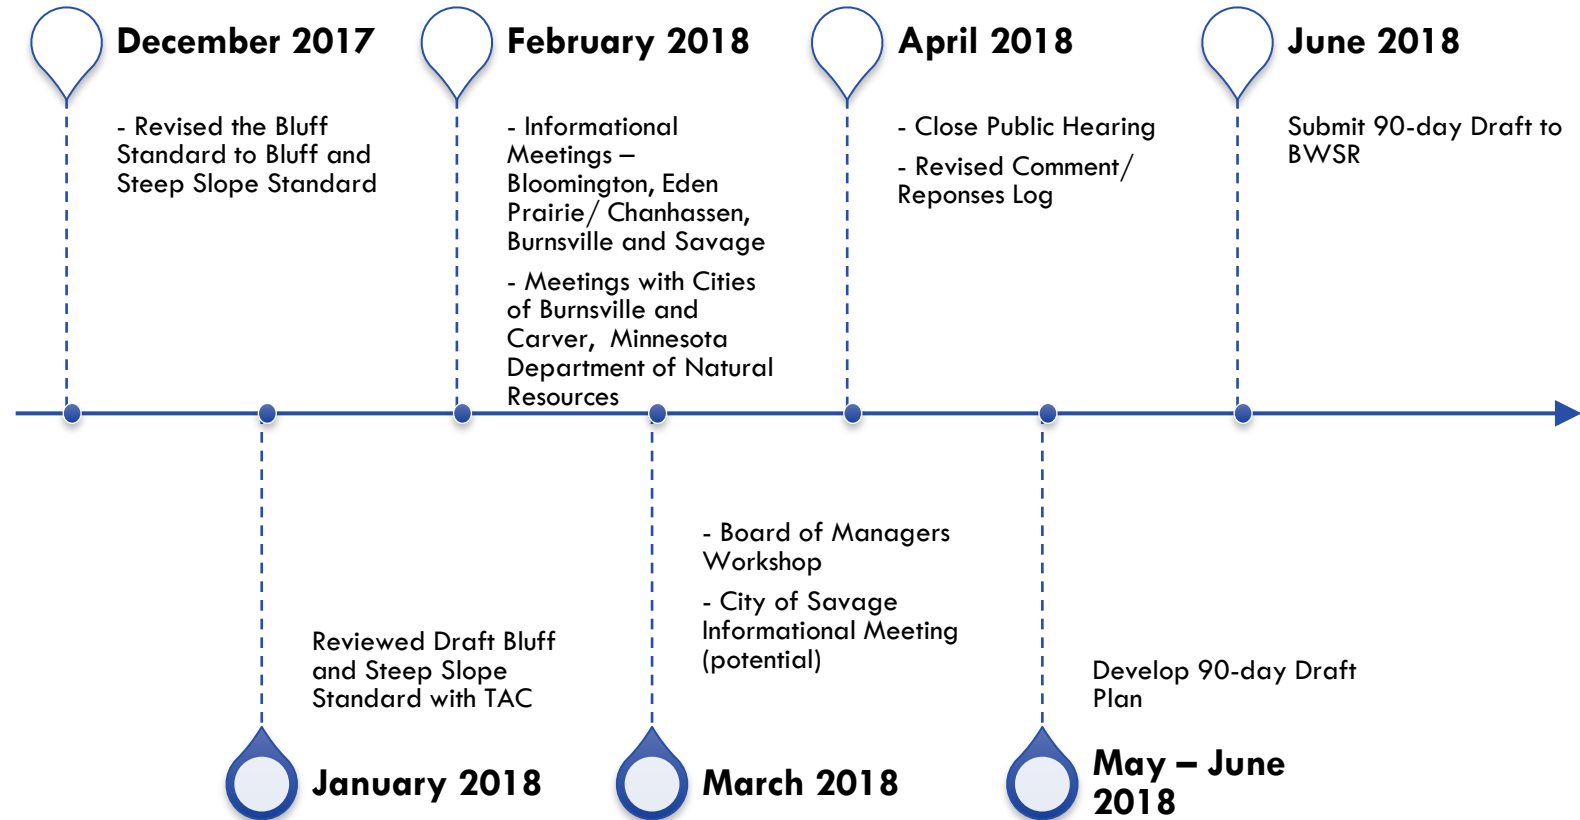 December 2017
- Revised the Bluff
Standard to Bluff and
Steep Slope Standard
February 2018
- Informational
Meetings –
Bloomington, Eden
Prairie/ Chanhassen,
Burnsville and Savage
- Meetings with Cities
of Burnsville and
Carver, Minnesota
Department of Natural
Resources
April 2018
- Close Public Hearing
- Revised Comment/
Reponses Log
June 2018
Submit 90-day Draft to
BWSR
Reviewed Draft Bluff
and Steep Slope
Standard with TAC
January 2018
- Board of Managers
Workshop
- City of Savage
Informational Meeting
(potential)
March 2018
Develop 90-day Draft
Plan
May – June
2018